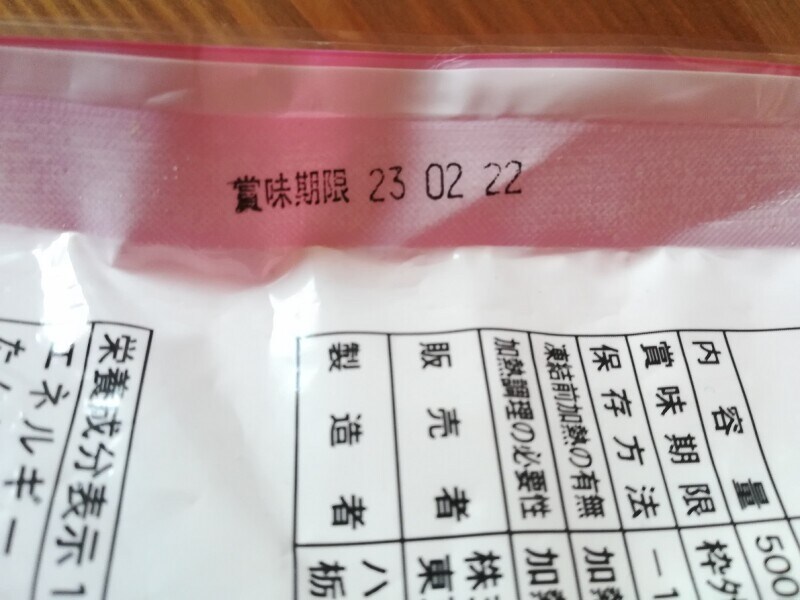 賞味期限 23 02 22
内容量
500
賞味期限
枠
保存方法
凍結前加熱の有無
加
加熱調理の必要性
加
販売者
株
東
製造者
八
栃
栄養成分表示 1
エネルギー